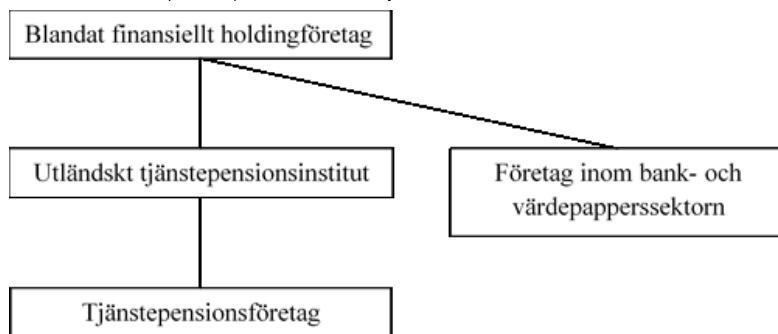 Blandat finansiellt holdingföretag
Utländskt tjänstepensionsinstitut
Företag inom bank- och
värdepapperssektorn
Tjänstepensionsföretag